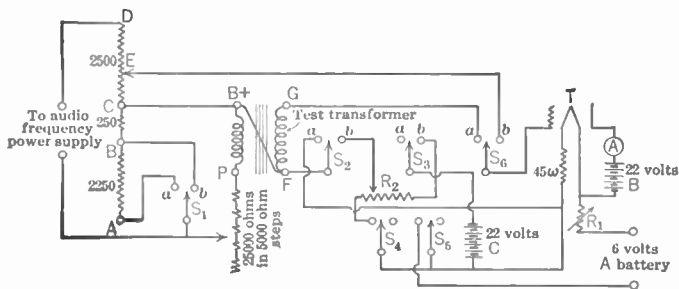 D
2500
E
C
250
B
2250
A
To audio
frequency
power supply
a
b
S1
B+
G
Test transformer
P
F
25000 ohms
in 5000 ohm
steps
a
b
S2
R2
a
b
S3
S4
S5
22 volts
C
a
b
S6
T
45ω
A
22 volts
B
R1
6 volts
A battery